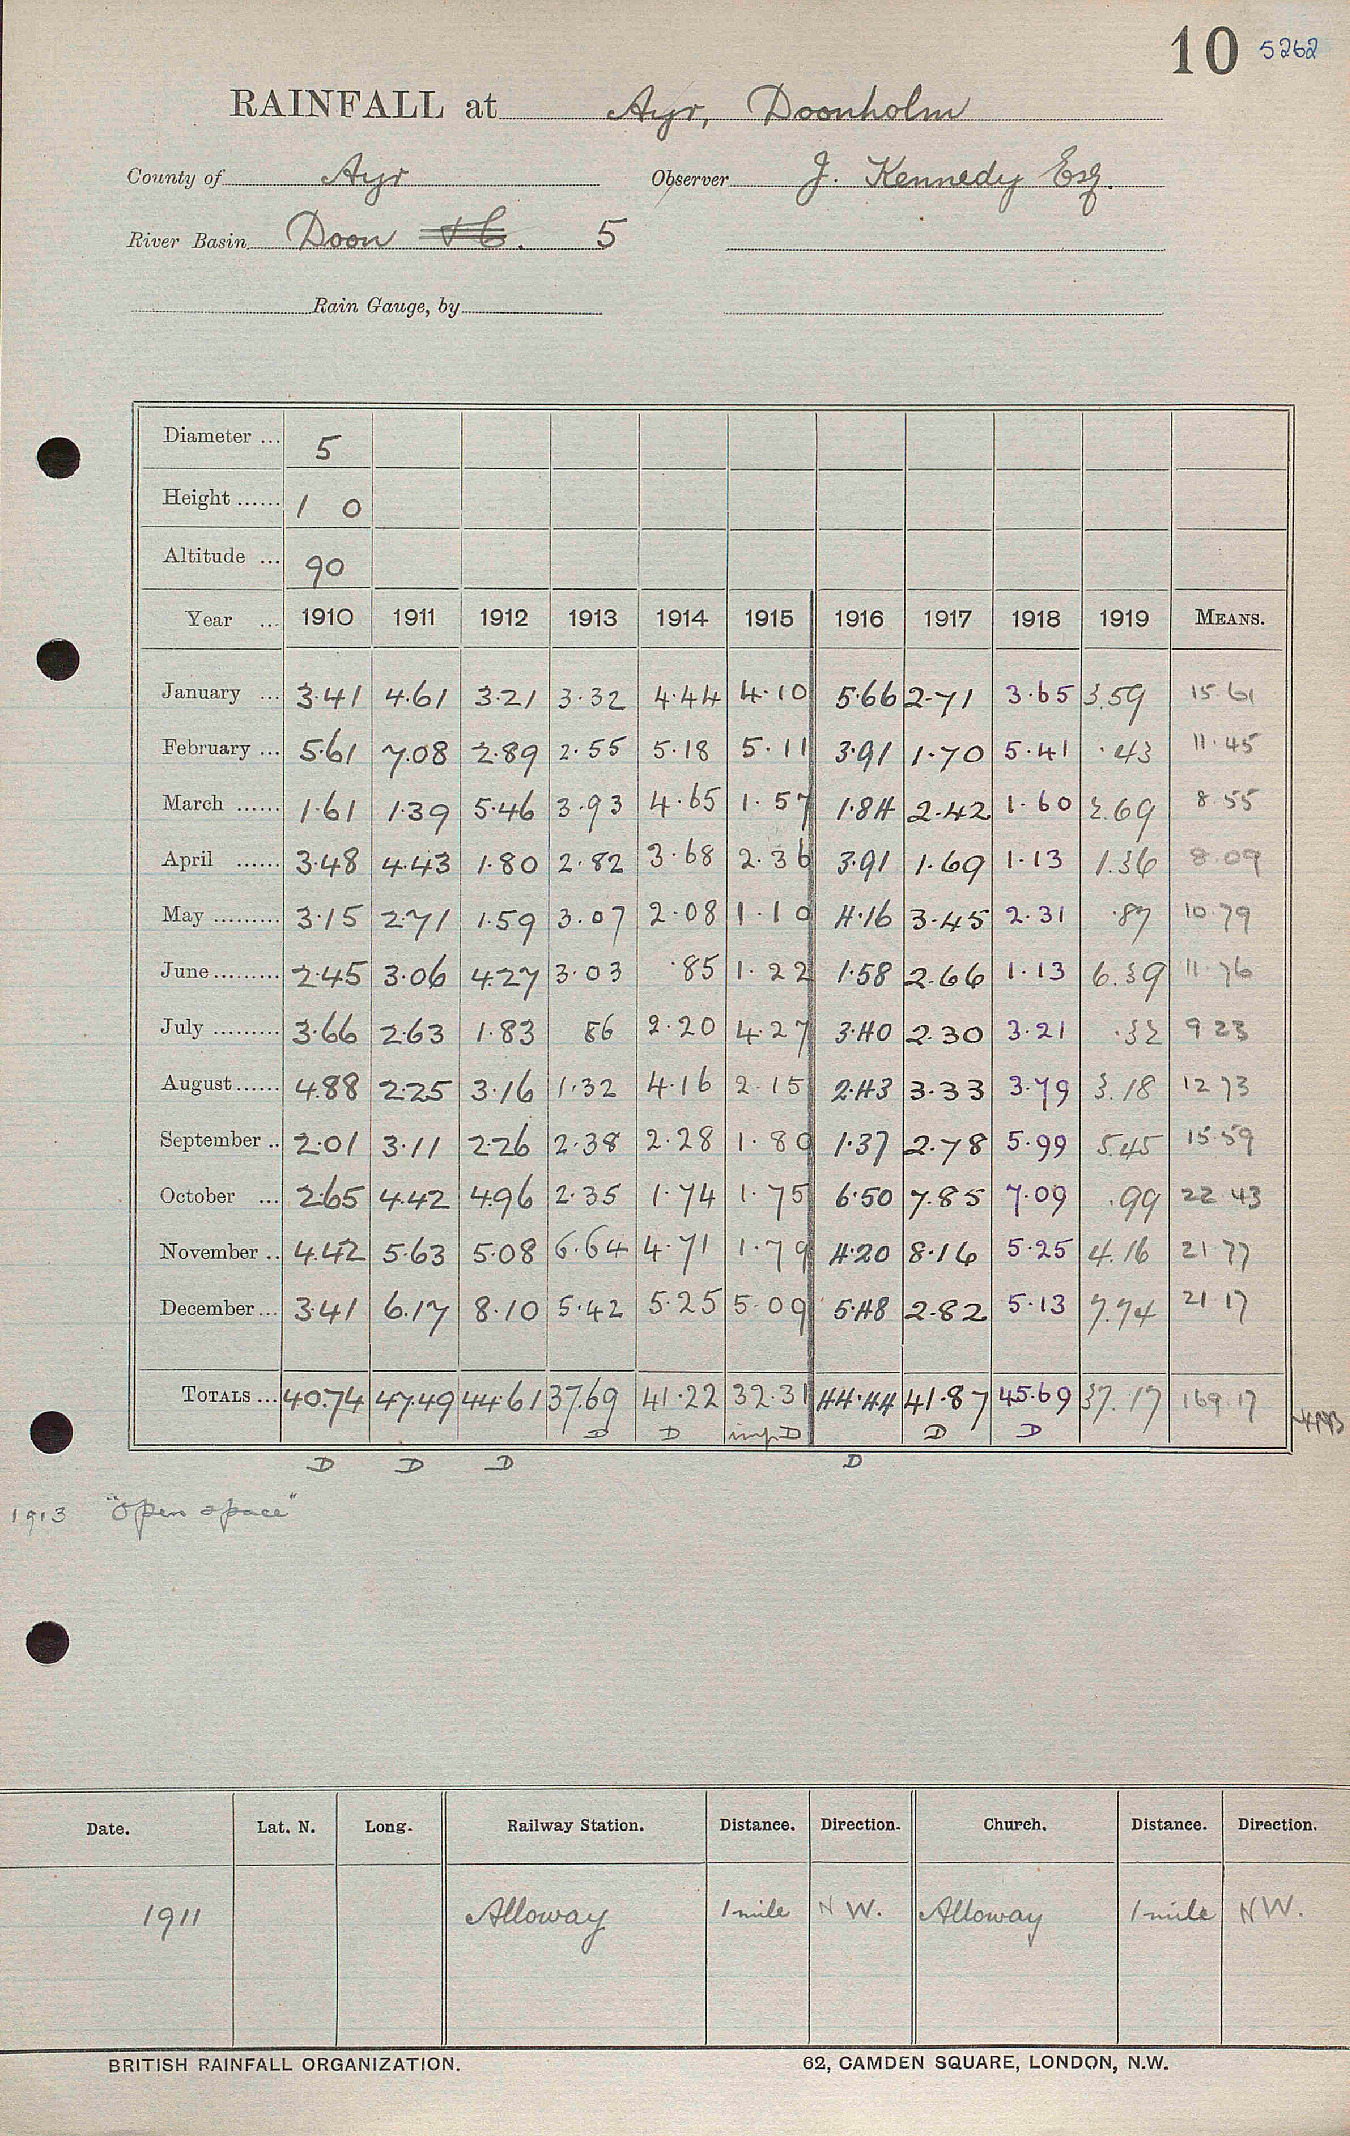 10 5262
RAINFALL at Ayr, Doonholm
County of Ayr Observer J. Kennedy Esq.
River Basin Doon 5
Rain Gauge, by
Diameter ... 5
Height ...... 1 0
Altitude ... 90
Year ... 1910 1911 1912 1913 1914 1915 1916 1917 1918 1919 MEANS.
January ... 3.41 4.61 3.21 3.32 4.44 4.10 5.66 2.71 3.65 3.59 15.61
February ... 5.61 7.08 2.89 2.55 5.18 5.11 3.91 1.70 5.41 .43 11.45
March ...... 1.61 1.39 5.46 3.93 4.65 1.57 1.84 2.42 1.60 2.69 8.55
April ...... 3.48 4.43 1.80 2.82 3.68 2.36 3.91 1.69 1.13 1.36 8.09
May ......... 3.15 2.71 1.59 3.07 2.08 1.10 4.16 3.45 2.31 .87 10.79
June ......... 2.45 3.06 4.27 3.03 .85 1.22 1.58 2.66 1.13 6.39 11.76
July ......... 3.66 2.63 1.83 86 2.20 4.27 3.40 2.30 3.21 .32 9 23
August ...... 4.88 2.25 3.16 1.32 4.16 2.15 2.43 3.33 3.79 3.18 12 73
September .. 2.01 3.11 2.26 2.38 2.28 1.80 1.37 2.78 5.99 5.45 15.59
October ... 2.65 4.42 4.96 2.35 1.74 1.75 6.50 7.85 7.09 .99 22 43
November .. 4.42 5.63 5.08 6.64 4.71 1.79 4.20 8.16 5.25 4.16 21 77
December ... 3.41 6.17 8.10 5.42 5.25 5.09 5.48 2.82 5.13 7.74 21 17
TOTALS ... 40.74 47.49 44.61 37.69 41.22 32.31 44.44 41.87 45.69 37.17 169.17
D D imp D D D
D D D D
1913 "Open space"
Date. Lat. N. Long. Railway Station. Distance. Direction. Church. Distance. Direction.
1911 Alloway 1 mile N W. Alloway 1 mile NW.
BRITISH RAINFALL ORGANIZATION. 62, CAMDEN SQUARE, LONDON, N.W.